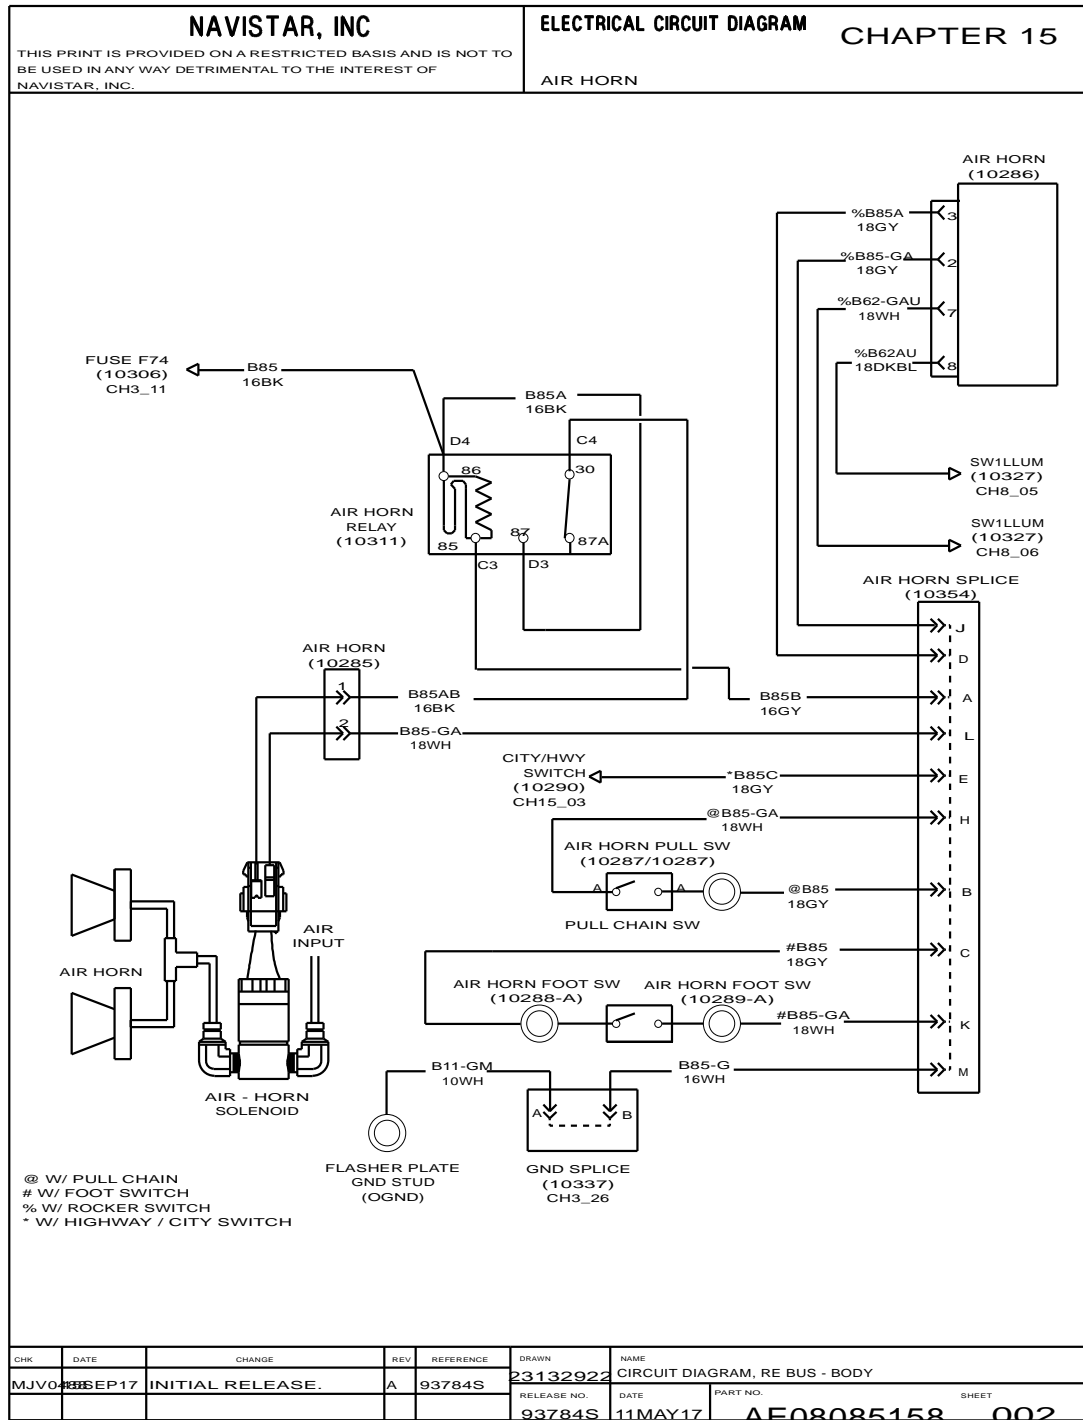 NAVISTAR, INC
THIS PRINT IS PROVIDED ON A RESTRICTED BASIS AND IS NOT TO
BE USED IN ANY WAY DETRIMENTAL TO THE INTEREST OF
NAVISTAR, INC.
ELECTRICAL CIRCUIT DIAGRAM
CHAPTER 15
AIR HORN
AIR HORN
(10286)
%B85A
18GY
3
%B85-GA
18GY
2
%B62-GAU
18WH
7
%B62AU
18DKBL
8
FUSE F74
(10306)
CH3_11
B85
16BK
B85A
16BK
D4
C4
86
30
AIR HORN
RELAY
(10311)
85
87
87A
C3
D3
SW1LLUM
(10327)
CH8_05
SW1LLUM
(10327)
CH8_06
AIR HORN SPLICE
(10354)
J
D
A
L
E
H
B
C
K
M
AIR HORN
(10285)
1
2
B85AB
16BK
B85-GA
18WH
B85B
16GY
CITY/HWY
SWITCH
(10290)
CH15_03
*B85C
18GY
@B85-GA
18WH
AIR HORN PULL SW
(10287/10287)
A
A
PULL CHAIN SW
@B85
18GY
#B85
18GY
AIR HORN FOOT SW
(10288-A)
AIR HORN FOOT SW
(10289-A)
#B85-GA
18WH
AIR
INPUT
AIR HORN
AIR - HORN
SOLENOID
B11-GM
10WH
B85-G
16WH
A
B
FLASHER PLATE
GND STUD
(OGND)
GND SPLICE
(10337)
CH3_26
@ W/ PULL CHAIN
# W/ FOOT SWITCH
% W/ ROCKER SWITCH
* W/ HIGHWAY / CITY SWITCH
CHK
DATE
CHANGE
REV
REFERENCE
DRAWN
NAME
SEP17
INITIAL RELEASE.
A
93784S
23132922
CIRCUIT DIAGRAM, RE BUS - BODY
RELEASE NO.
DATE
PART NO.
SHEET
93784S
11MAY17
AE08085158
002